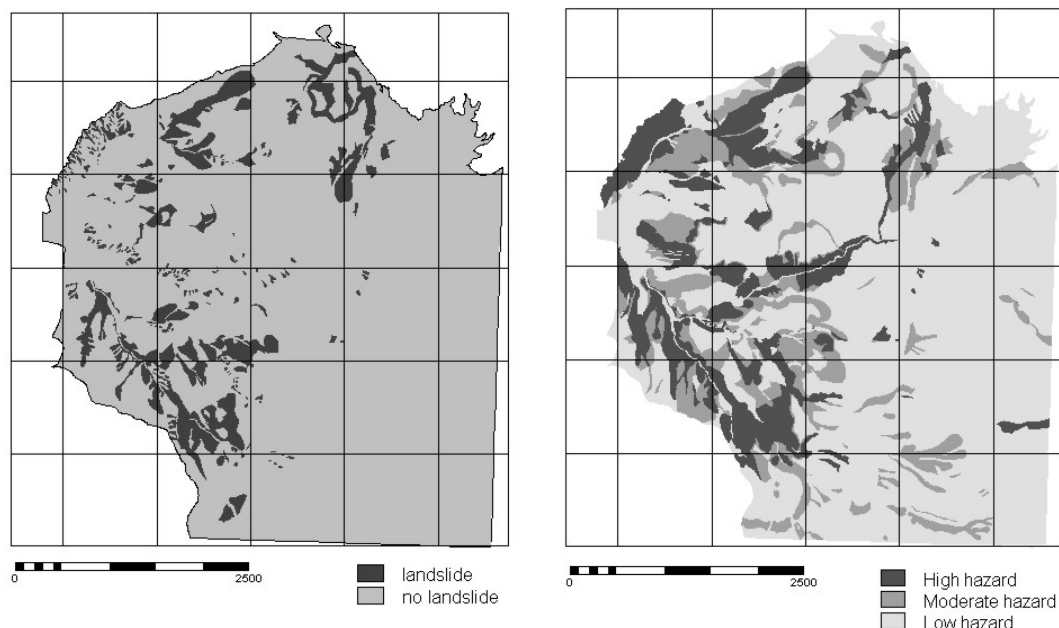 0 2500
landslide
no landslide
0 2500
High hazard
Moderate hazard
Low hazard